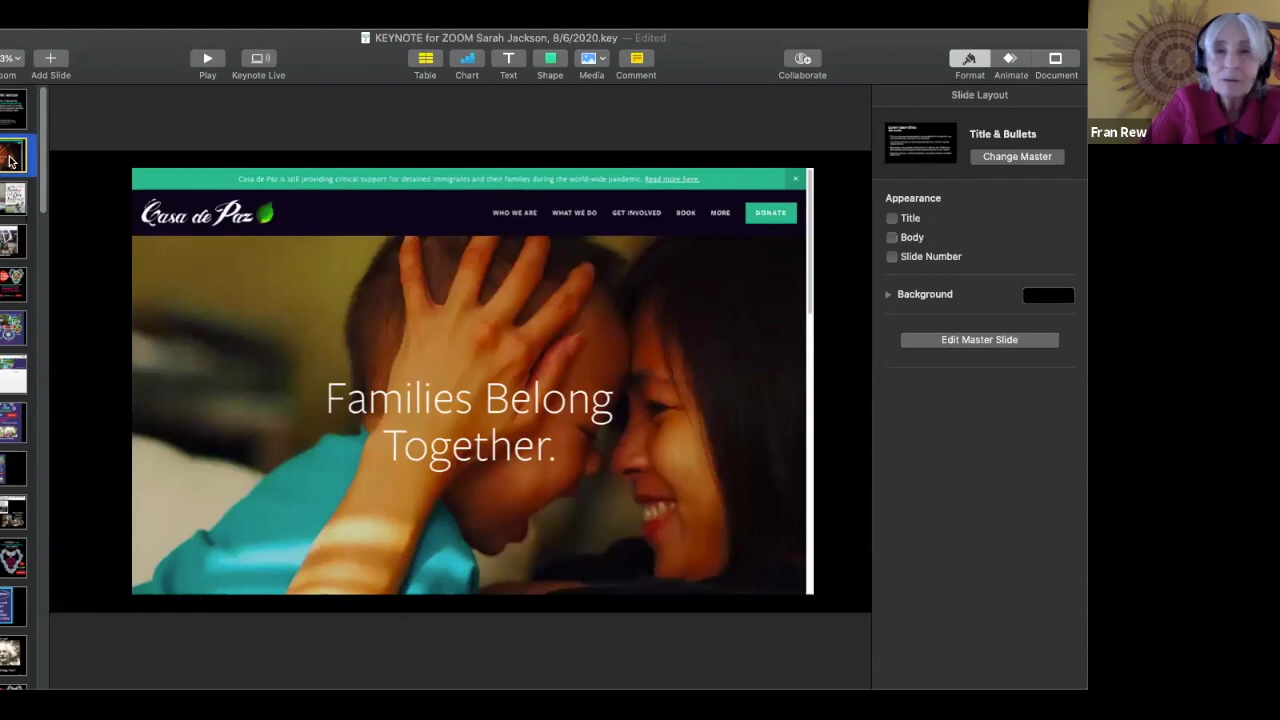 KEYNOTE for ZOOM Sarah Jackson, 8/6/2020.key — Edited
3%
oom
Add Slide
Play
Keynote Live
Table
Chart
Text
Shape
Media
Comment
Collaborate
Format
Animate
Document
Fran Rew
Slide Layout
Title & Bullets
Change Master
Appearance
Title
Body
Slide Number
Background
Edit Master Slide
Casa de Paz is still providing critical support for detained immigrants and their families during the world-wide pandemic. Read more here.
Casa de Paz
WHO WE ARE WHAT WE DO GET INVOLVED BOOK MORE DONATE
Families Belong
Together.